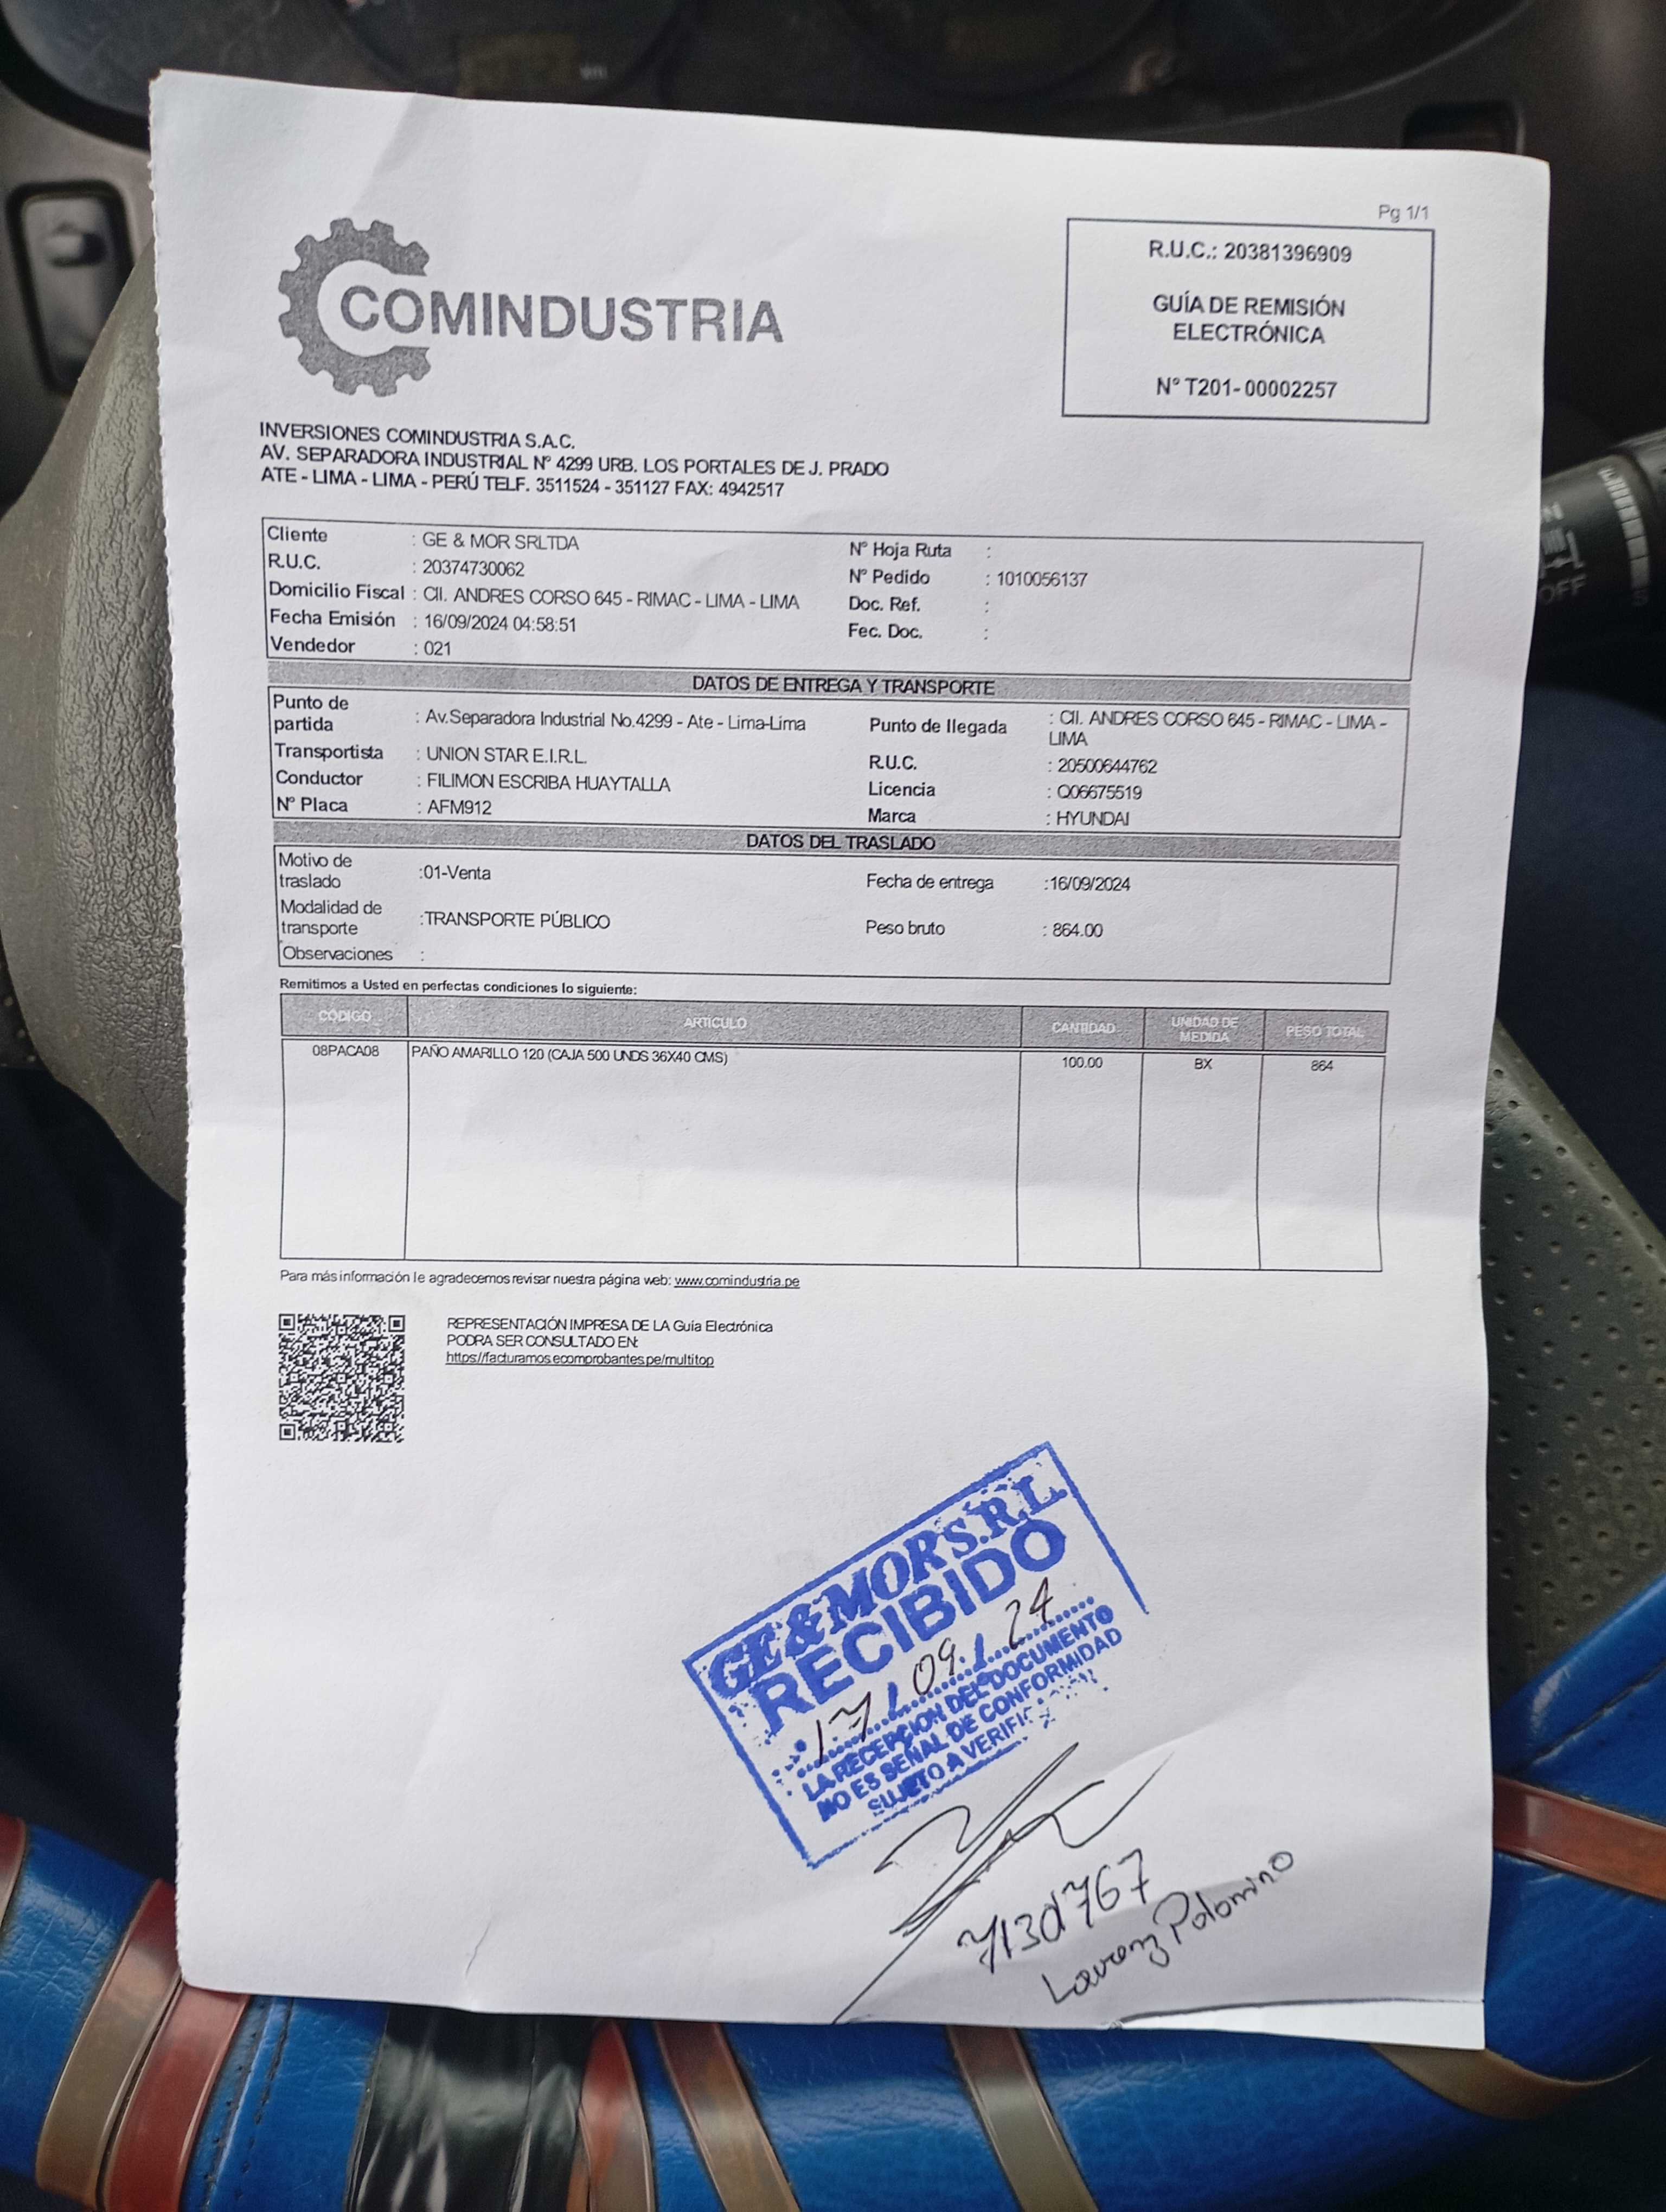 Pg 1/1
COMINDUSTRIA
R.U.C.: 20381396909
GUÍA DE REMISIÓN
ELECTRÓNICA
N° T201-00002257
INVERSIONES COMINDUSTRIA S.A.C.
AV. SEPARADORA INDUSTRIAL N° 4299 URB. LOS PORTALES DE J. PRADO
ATE - LIMA - LIMA - PERÚ TELF. 3511524 - 351127 FAX: 4942517
Cliente : GE & MOR SRLTDA
R.U.C. : 20374730062
Domicilio Fiscal : Cll. ANDRES CORSO 645 - RIMAC - LIMA - LIMA
Fecha Emisión : 16/09/2024 04:58:51
Vendedor : 021
N° Hoja Ruta :
N° Pedido : 1010056137
Doc. Ref. :
Fec. Doc. :
DATOS DE ENTREGA Y TRANSPORTE
Punto de partida : Av.Separadora Industrial No.4299 - Ate - Lima-Lima
Transportista : UNION STAR E.I.R.L.
Conductor : FILIMON ESCRIBA HUAYTALLA
N° Placa : AFM912
Punto de llegada : Cll. ANDRES CORSO 645 - RIMAC - LIMA -
LIMA
R.U.C. : 20500644762
Licencia : Q06675519
Marca : HYUNDAI
DATOS DEL TRASLADO
Motivo de traslado :01-Venta
Modalidad de transporte :TRANSPORTE PÚBLICO
Observaciones :
Fecha de entrega :16/09/2024
Peso bruto : 864.00
Remitimos a Usted en perfectas condiciones lo siguiente:
CÓDIGO ARTICULO CANTIDAD UNIDAD DE MEDIDA PESO TOTAL
08PACA08 PAÑO AMARILLO 120 (CAJA 500 UNDS 36X40 CMS) 100.00 BX 864
Para más información le agradecemos revisar nuestra página web: www.comindustria.pe
REPRESENTACIÓN IMPRESA DE LA Guía Electrónica
PODRA SER CONSULTADO EN:
https://facturamos.ecomprobantes.pe/multitop
GE&MOR S.R.L
RECIBIDO
17/09/24
LA RECEPCION DEL DOCUMENTO
NO ES SEÑAL DE CONFORMIDAD
SUJETO A
Palomino
OFF